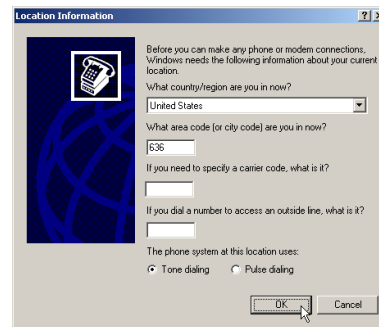 Location Information
Before you can make any phone or modem connections,
Windows needs the following information about your current
location.
What country/region are you in now?
United States
What area code (or city code) are you in now?
636
If you need to specify a carrier code, what is it?
If you dial a number to access an outside line, what is it?
The phone system at this location uses:
Tone dialing Pulse dialing
OK Cancel